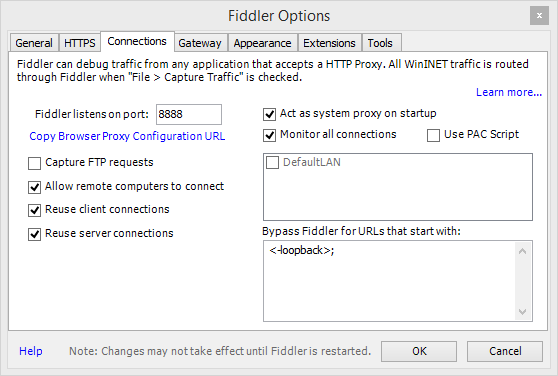 Fiddler Options
x
General HTTPS Connections Gateway Appearance Extensions Tools
Fiddler can debug traffic from any application that accepts a HTTP Proxy. All WinINET traffic is routed
through Fiddler when "File > Capture Traffic" is checked.
Learn more...
Fiddler listens on port: 8888
Copy Browser Proxy Configuration URL
Capture FTP requests
Allow remote computers to connect
Reuse client connections
Reuse server connections
Act as system proxy on startup
Monitor all connections Use PAC Script
DefaultLAN
Bypass Fiddler for URLs that start with:
<-loopback>;
Help Note: Changes may not take effect until Fiddler is restarted. OK Cancel